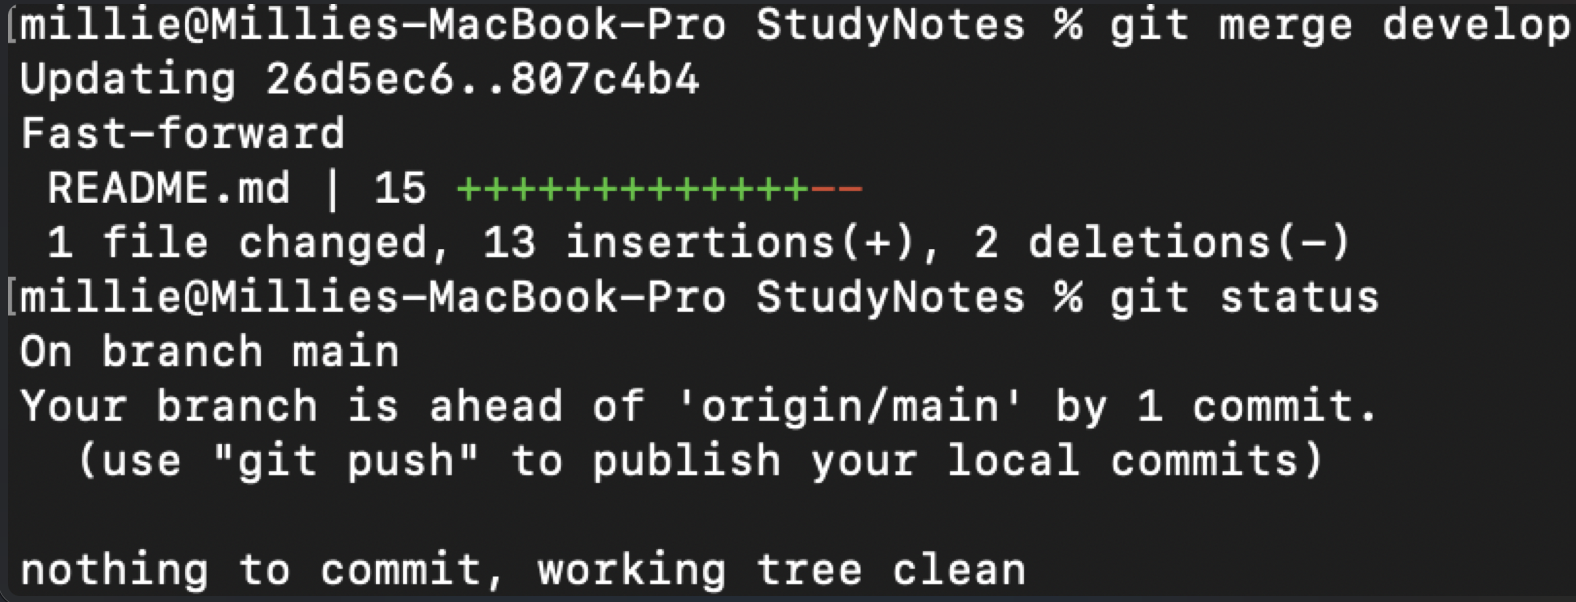 [millie@Millies-MacBook-Pro StudyNotes % git merge develop
Updating 26d5ec6..807c4b4
Fast-forward
 README.md | 15 +++++++++++++--
 1 file changed, 13 insertions(+), 2 deletions(-)
[millie@Millies-MacBook-Pro StudyNotes % git status
On branch main
Your branch is ahead of 'origin/main' by 1 commit.
  (use "git push" to publish your local commits)

nothing to commit, working tree clean